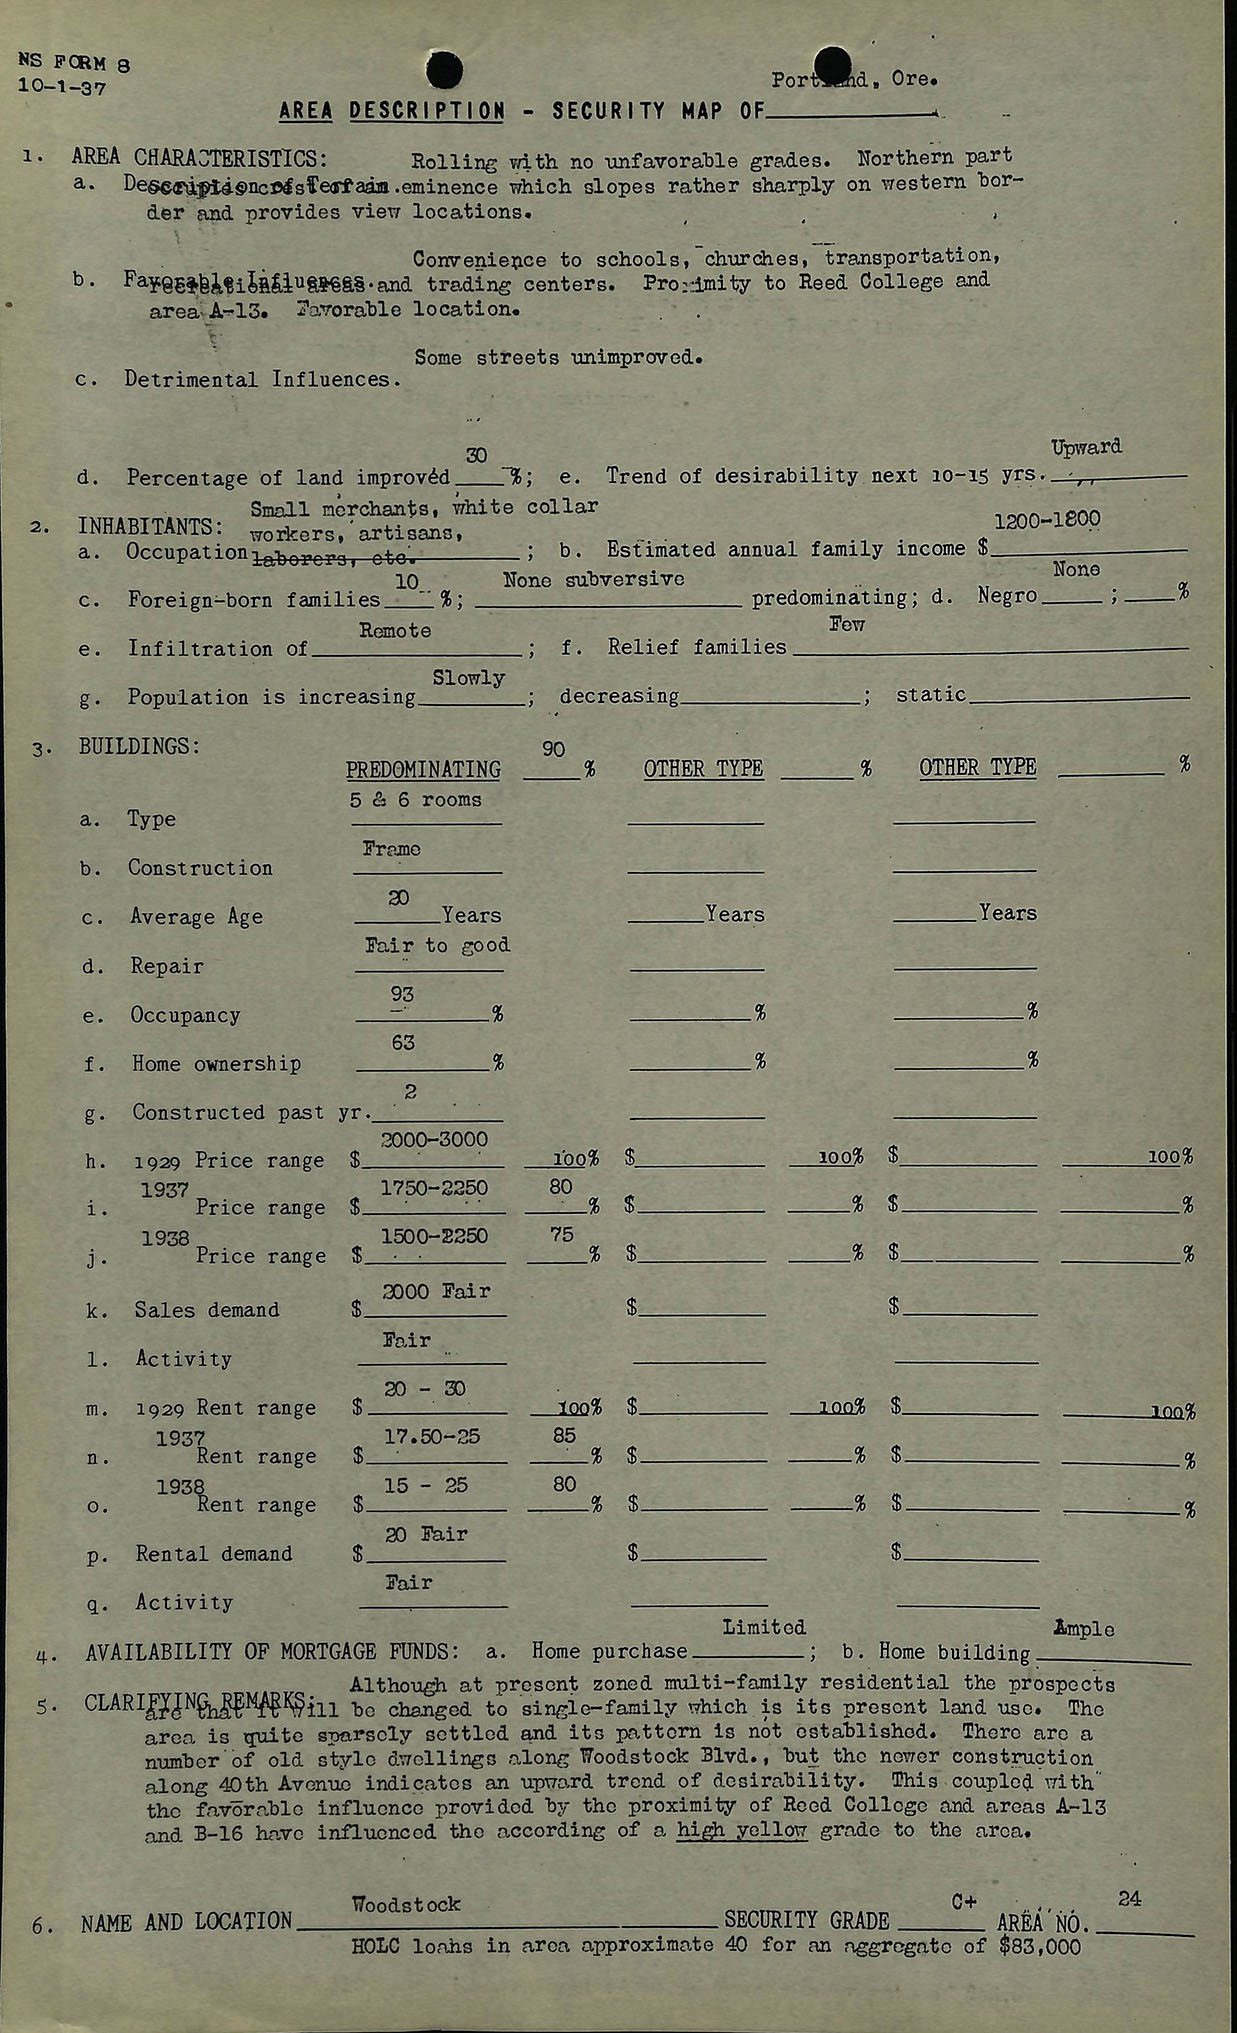 NS FORM 8
10-1-37
Portland, Ore.
AREA DESCRIPTION - SECURITY MAP OF
1. AREA CHARACTERISTICS: Rolling with no unfavorable grades. Northern part
a. Description of Terrain. occupies crest of an eminence which slopes rather sharply on western bor-
der and provides view locations.
Convenience to schools, churches, transportation,
b. Favorable Influences. recreational areas and trading centers. Proximity to Reed College and
area A-13. Favorable location.
Some streets unimproved.
c. Detrimental Influences.
30 Upward
d. Percentage of land improved %; e. Trend of desirability next 10-15 yrs.
Small merchants, white collar
2. INHABITANTS: workers, artisans, 1200-1800
a. Occupation laborers, etc. ; b. Estimated annual family income $
10 None subversive None
c. Foreign-born families %; predominating; d. Negro ; %
Remote Few
e. Infiltration of ; f. Relief families
Slowly
g. Population is increasing ; decreasing ; static
3. BUILDINGS: 90
PREDOMINATING % OTHER TYPE % OTHER TYPE %
5 & 6 rooms
a. Type
Frame
b. Construction
20
c. Average Age Years Years Years
Fair to good
d. Repair
93
e. Occupancy % % %
63
f. Home ownership % % %
2
g. Constructed past yr.
2000-3000
h. 1929 Price range $ 100% $ 100% $ 100%
1937 1750-2250 80
i. Price range $ % $ % $ %
1938 1500-2250 75
j. Price range $ % $ % $ %
2000 Fair
k. Sales demand $ $ $
Fair
l. Activity
20 - 30
m. 1929 Rent range $ 100% $ 100% $ 100%
1937 17.50-25 85
n. Rent range $ % $ % $ %
1938 15 - 25 80
o. Rent range $ % $ % $ %
20 Fair
p. Rental demand $ $ $
Fair
q. Activity
Limited Ample
4. AVAILABILITY OF MORTGAGE FUNDS: a. Home purchase ; b. Home building
Although at present zoned multi-family residential the prospects
5. CLARIFYING REMARKS: are that it will be changed to single-family which is its present land use. The
area is quite sparsely settled and its pattern is not established. There are a
number of old style dwellings along Woodstock Blvd., but the newer construction
along 40th Avenue indicates an upward trend of desirability. This coupled with
the favorable influence provided by the proximity of Reed College and areas A-13
and B-16 have influenced the according of a high yellow grade to the area.
Woodstock C+ 24
6. NAME AND LOCATION SECURITY GRADE AREA NO.
HOLC loans in area approximate 40 for an aggregate of $83,000